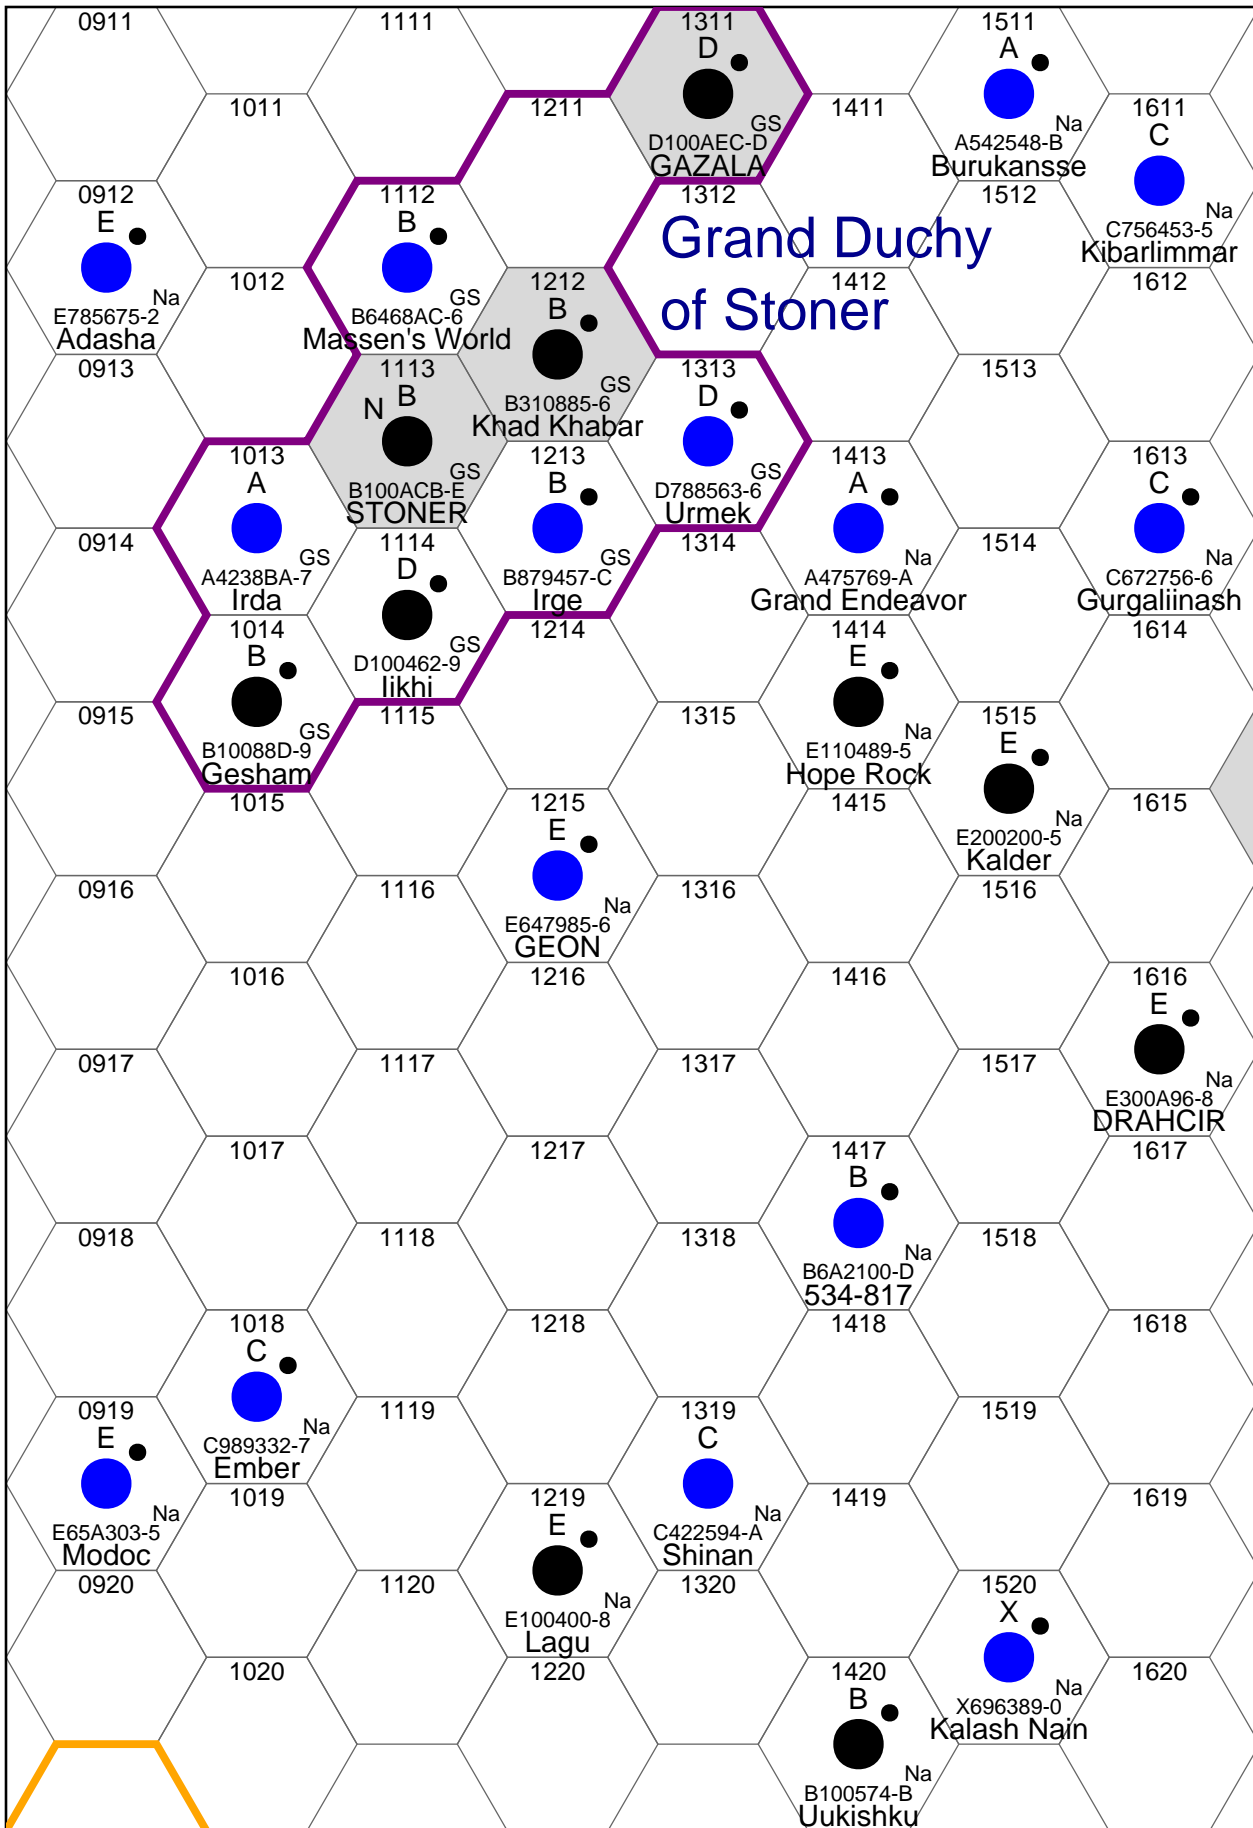 0911
1111
1311
D
GS
D100AEC-D
GAZALA
1511
A
Na
A542548-B
Burukansse
1011
1211
1411
1611
C
Na
C756453-5
Kibarlimmar
0912
E
Na
E785675-2
Adasha
1112
B
GS
B6468AC-6
Massen's World
1312
1512
Grand Duchy
of Stoner
1012
1212
B
GS
B310885-6
Khad Khabar
1412
1612
0913
1113
N B
GS
B100ACB-E
STONER
1313
D
GS
D788563-6
Urmek
1513
1013
A
GS
A4238BA-7
Irda
1213
B
GS
B879457-C
Irge
1413
A
Na
A475769-A
Grand Endeavor
1613
C
Na
C672756-6
Gurgaliinash
0914
1114
D
GS
D100462-9
Iikhi
1314
1514
1014
B
GS
B10088D-9
Gesham
1214
1414
E
Na
E110489-5
Hope Rock
1614
0915
1115
1315
1515
E
Na
E200200-5
Kalder
1015
1215
E
Na
E647985-6
GEON
1415
1615
0916
1116
1316
1516
1016
1216
1416
1616
E
Na
E300A96-8
DRAHCIR
0917
1117
1317
1517
1017
1217
1417
B
Na
B6A2100-D
534-817
1617
0918
1118
1318
1518
1018
C
Na
C989332-7
Ember
1218
1418
1618
0919
E
Na
E65A303-5
Modoc
1119
1319
C
Na
C422594-A
Shinan
1519
1019
1219
E
Na
E100400-8
Lagu
1419
1619
0920
1120
1320
1520
X
Na
X696389-0
Kalash Nain
1020
1220
1420
B
Na
B100574-B
Uukishku
1620